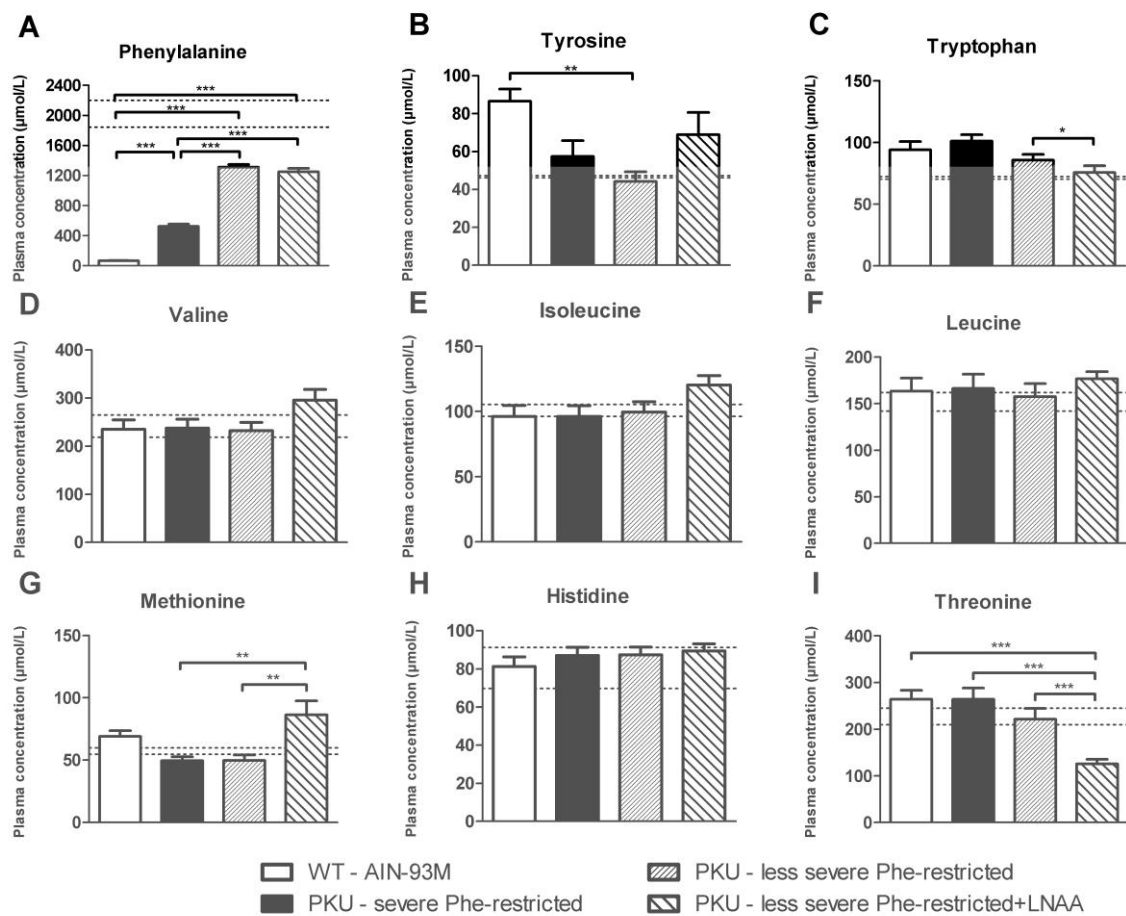 A
Phenylalanine
Plasma concentration (µmol/L)
2400
2000
1600
1200
800
400
0
***
***
***
***
***
B
Tyrosine
Plasma concentration (µmol/L)
100
80
60
40
20
0
**
C
Tryptophan
Plasma concentration (µmol/L)
150
100
50
0
*
D
Valine
Plasma concentration (µmol/L)
400
300
200
100
0
E
Isoleucine
Plasma concentration (µmol/L)
150
100
50
0
F
Leucine
Plasma concentration (µmol/L)
200
150
100
50
0
G
Methionine
Plasma concentration (µmol/L)
150
100
50
0
**
**
H
Histidine
Plasma concentration (µmol/L)
100
80
60
40
20
0
I
Threonine
Plasma concentration (µmol/L)
400
300
200
100
0
***
***
***
WT - AIN-93M
PKU - severe Phe-restricted
PKU - less severe Phe-restricted
PKU - less severe Phe-restricted+LNAA